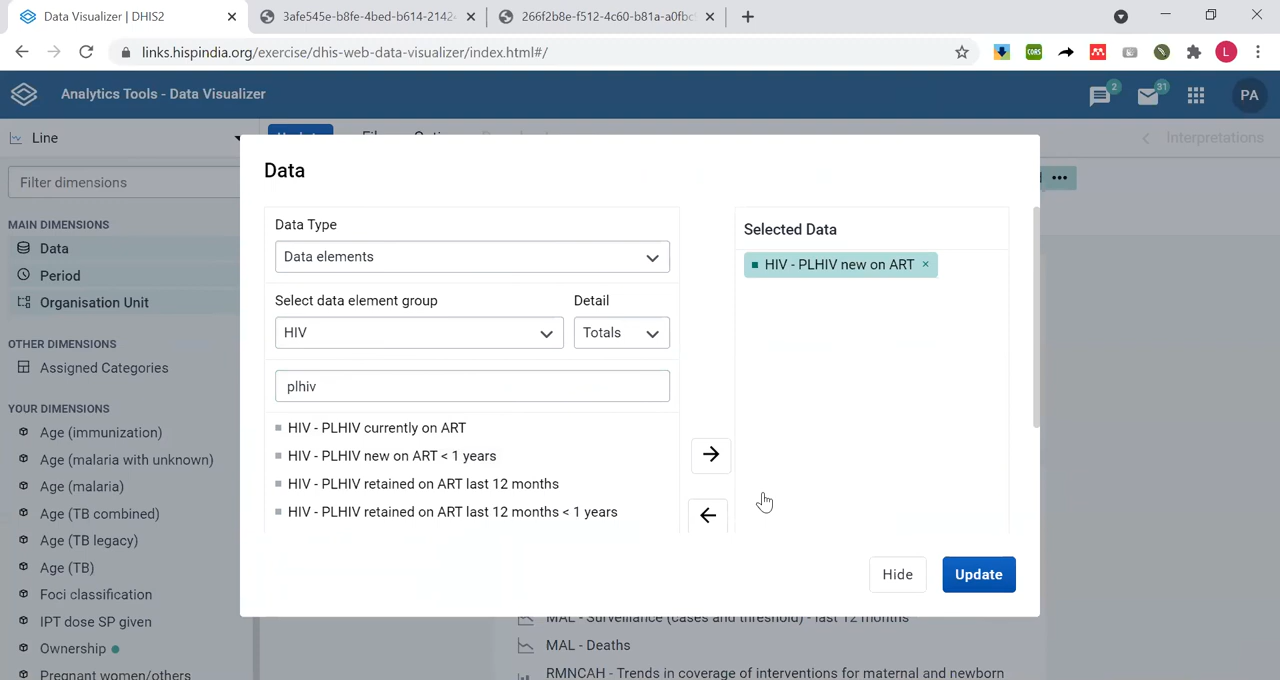 Data Visualizer | DHIS2
3afe545e-b8fe-4bed-b614-2142
266f2b8e-f512-4c60-b81a-a0fbc
links.hispindia.org/exercise/dhis-web-data-visualizer/index.html#/
CORS
L
Analytics Tools - Data Visualizer
2
31
PA
Line
Interpretations
Filter dimensions
MAIN DIMENSIONS
Data
Period
Organisation Unit
OTHER DIMENSIONS
Assigned Categories
YOUR DIMENSIONS
Age (immunization)
Age (malaria with unknown)
Age (malaria)
Age (TB combined)
Age (TB legacy)
Age (TB)
Foci classification
IPT dose SP given
Ownership
Pregnant women/others
Data
Data Type
Data elements
Select data element group
Detail
HIV
Totals
plhiv
HIV - PLHIV currently on ART
HIV - PLHIV new on ART < 1 years
HIV - PLHIV retained on ART last 12 months
HIV - PLHIV retained on ART last 12 months < 1 years
Selected Data
HIV - PLHIV new on ART ×
Hide
Update
MAL - Surveillance (cases and threshold) - last 12 months
MAL - Deaths
RMNCAH - Trends in coverage of interventions for maternal and newborn